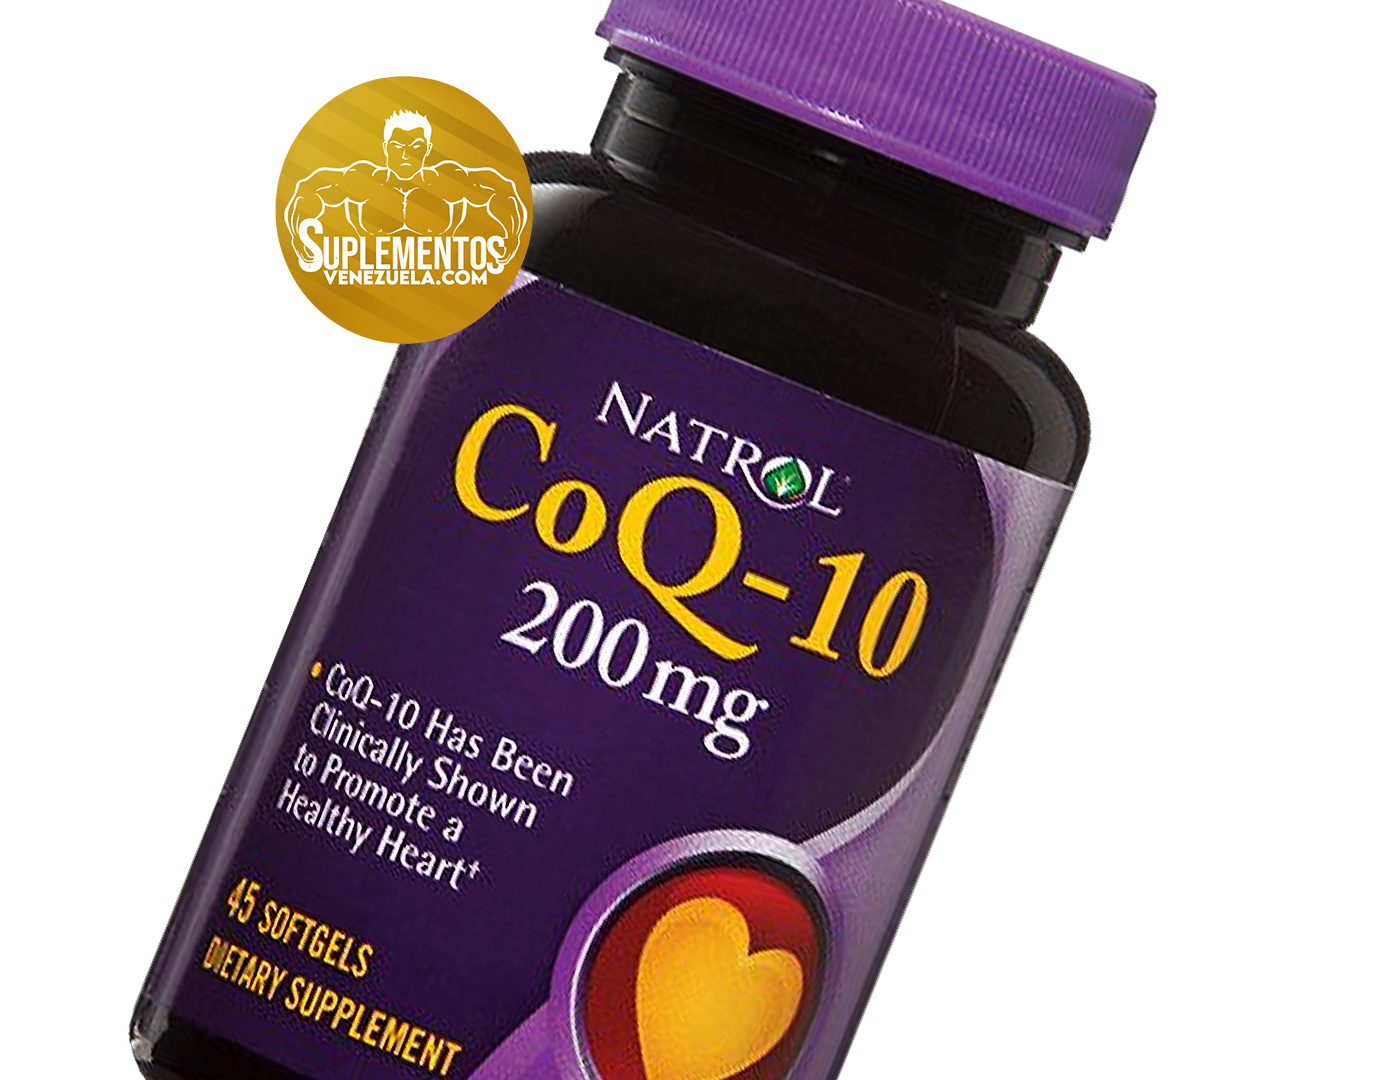 SUPLEMENTOS
VENEZUELA.COM
NATROL
CoQ-10
200 mg
• CoQ-10 Has Been
Clinically Shown
to Promote a
Healthy Heart†
45 SOFTGELS
DIETARY SUPPLEMENT